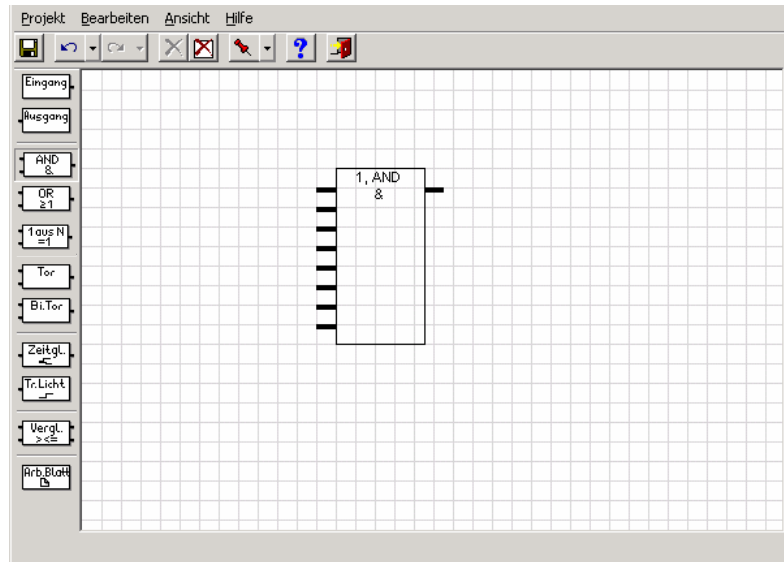 Projekt Bearbeiten Ansicht Hilfe
?
Eingang
Ausgang
AND
&
OR
≥1
1 aus N
=1
Tor
Bi.Tor
Zeitgl.
Tr.Licht
Vergl.
><=
Arb.Blatt
1, AND
&